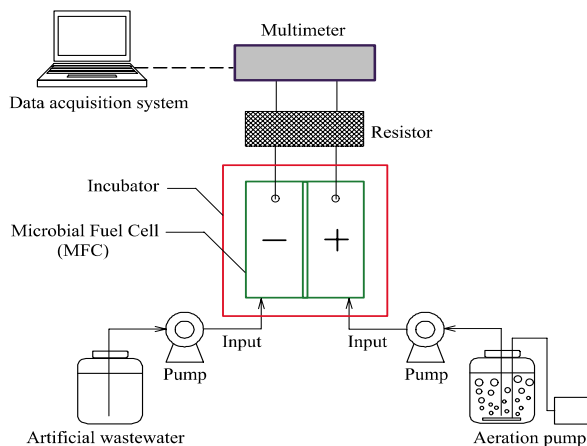 Multimeter
Data acquisition system
Resistor
Incubator
Microbial Fuel Cell
(MFC)
−
+
Input
Input
Pump
Pump
Artificial wastewater
Aeration pump